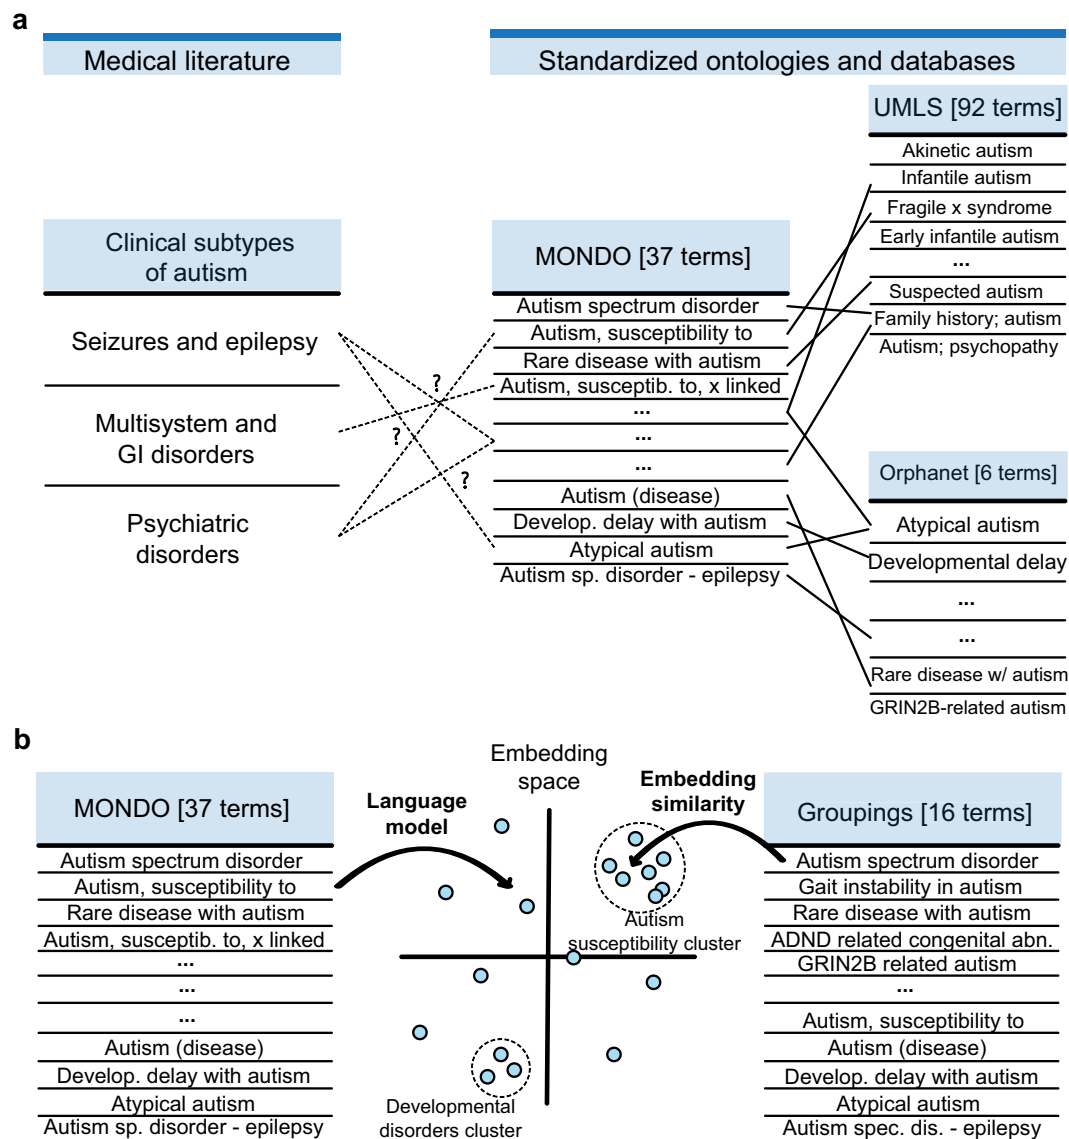 a
Medical literature
Standardized ontologies and databases
Clinical subtypes
of autism
Seizures and epilepsy
Multisystem and
GI disorders
Psychiatric
disorders
?
?
?
MONDO [37 terms]
Autism spectrum disorder
Autism, susceptibility to
Rare disease with autism
Autism, susceptib. to, x linked
...
...
...
Autism (disease)
Develop. delay with autism
Atypical autism
Autism sp. disorder - epilepsy
UMLS [92 terms]
Akinetic autism
Infantile autism
Fragile x syndrome
Early infantile autism
...
Suspected autism
Family history; autism
Autism; psychopathy
Orphanet [6 terms]
Atypical autism
Developmental delay
...
...
Rare disease w/ autism
GRIN2B-related autism
b
MONDO [37 terms]
Autism spectrum disorder
Autism, susceptibility to
Rare disease with autism
Autism, susceptib. to, x linked
...
...
...
Autism (disease)
Develop. delay with autism
Atypical autism
Autism sp. disorder - epilepsy
Language
model
Embedding
space
Embedding
similarity
Autism
susceptibility cluster
Developmental
disorders cluster
Groupings [16 terms]
Autism spectrum disorder
Gait instability in autism
Rare disease with autism
ADND related congenital abn.
GRIN2B related autism
...
Autism, susceptibility to
Autism (disease)
Develop. delay with autism
Atypical autism
Autism spec. dis. - epilepsy